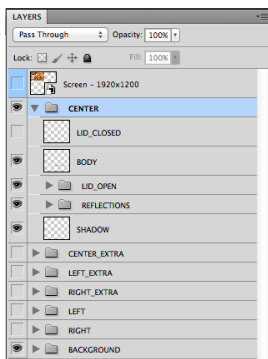 LAYERS
Pass Through Opacity: 100%
Lock: Fill: 100%
Screen - 1920x1200
CENTER
LID_CLOSED
BODY
LID_OPEN
REFLECTIONS
SHADOW
CENTER_EXTRA
LEFT_EXTRA
RIGHT_EXTRA
LEFT
RIGHT
BACKGROUND